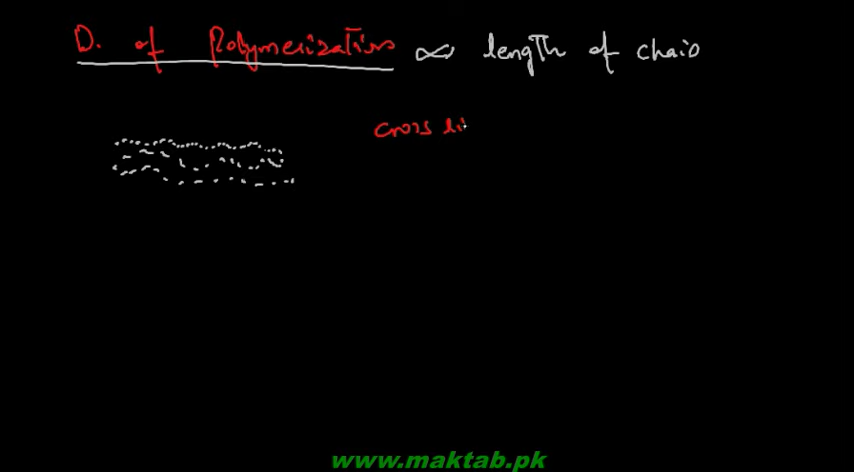 D. of Polymerization ∝ length of chain
cross li
www.maktab.pk